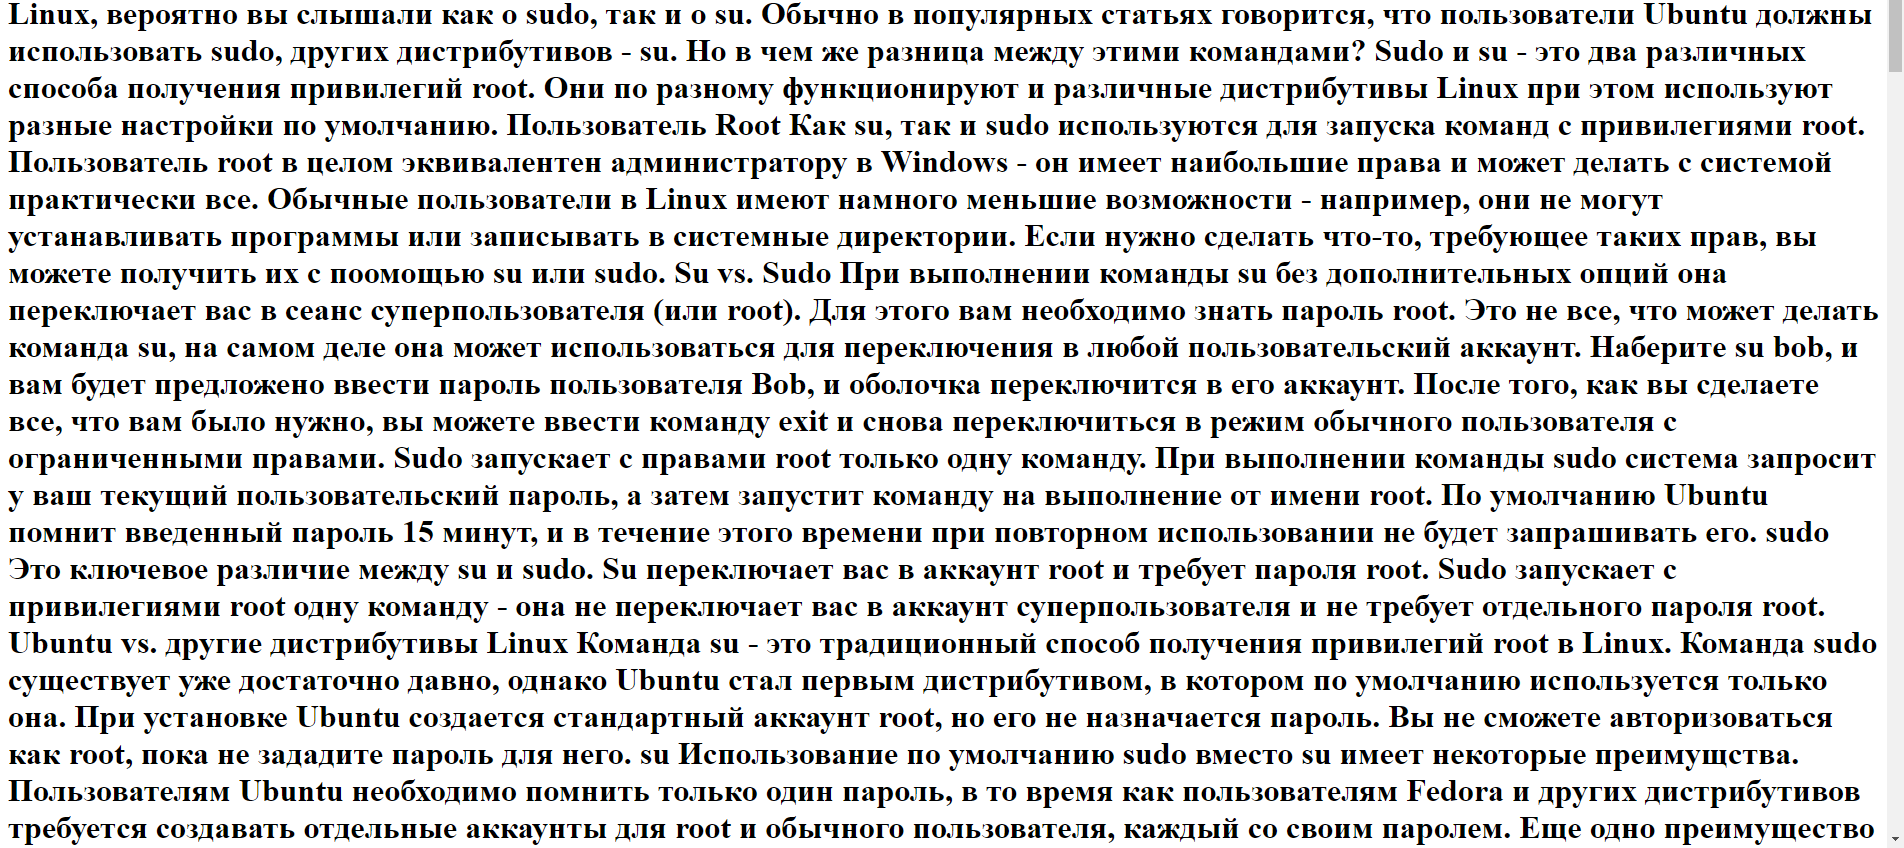 Linux, вероятно вы слышали как о sudo, так и о su. Обычно в популярных статьях говорится, что пользователи Ubuntu должны
использовать sudo, других дистрибутивов - su. Но в чем же разница между этими командами? Sudo и su - это два различных
способа получения привилегий root. Они по разному функционируют и различные дистрибутивы Linux при этом используют
разные настройки по умолчанию. Пользователь Root Как su, так и sudo используются для запуска команд с привилегиями root.
Пользователь root в целом эквивалентен администратору в Windows - он имеет наибольшие права и может делать с системой
практически все. Обычные пользователи в Linux имеют намного меньшие возможности - например, они не могут
устанавливать программы или записывать в системные директории. Если нужно сделать что-то, требующее таких прав, вы
можете получить их с поомощью su или sudo. Su vs. Sudo При выполнении команды su без дополнительных опций она
переключает вас в сеанс суперпользователя (или root). Для этого вам необходимо знать пароль root. Это не все, что может делать
команда su, на самом деле она может использоваться для переключения в любой пользовательский аккаунт. Наберите su bob, и
вам будет предложено ввести пароль пользователя Bob, и оболочка переключится в его аккаунт. После того, как вы сделаете
все, что вам было нужно, вы можете ввести команду exit и снова переключиться в режим обычного пользователя с
ограниченными правами. Sudo запускает с правами root только одну команду. При выполнении команды sudo система запросит
у ваш текущий пользовательский пароль, а затем запустит команду на выполнение от имени root. По умолчанию Ubuntu
помнит введенный пароль 15 минут, и в течение этого времени при повторном использовании не будет запрашивать его. sudo
Это ключевое различие между su и sudo. Su переключает вас в аккаунт root и требует пароля root. Sudo запускает с
привилегиями root одну команду - она не переключает вас в аккаунт суперпользователя и не требует отдельного пароля root.
Ubuntu vs. другие дистрибутивы Linux Команда su - это традиционный способ получения привилегий root в Linux. Команда sudo
существует уже достаточно давно, однако Ubuntu стал первым дистрибутивом, в котором по умолчанию используется только
она. При установке Ubuntu создается стандартный аккаунт root, но его не назначается пароль. Вы не сможете авторизоваться
как root, пока не зададите пароль для него. su Использование по умолчанию sudo вместо su имеет некоторые преимущства.
Пользователям Ubuntu необходимо помнить только один пароль, в то время как пользователям Fedora и других дистрибутивов
требуется создавать отдельные аккаунты для root и обычного пользователя, каждый со своим паролем. Еще одно преимущество